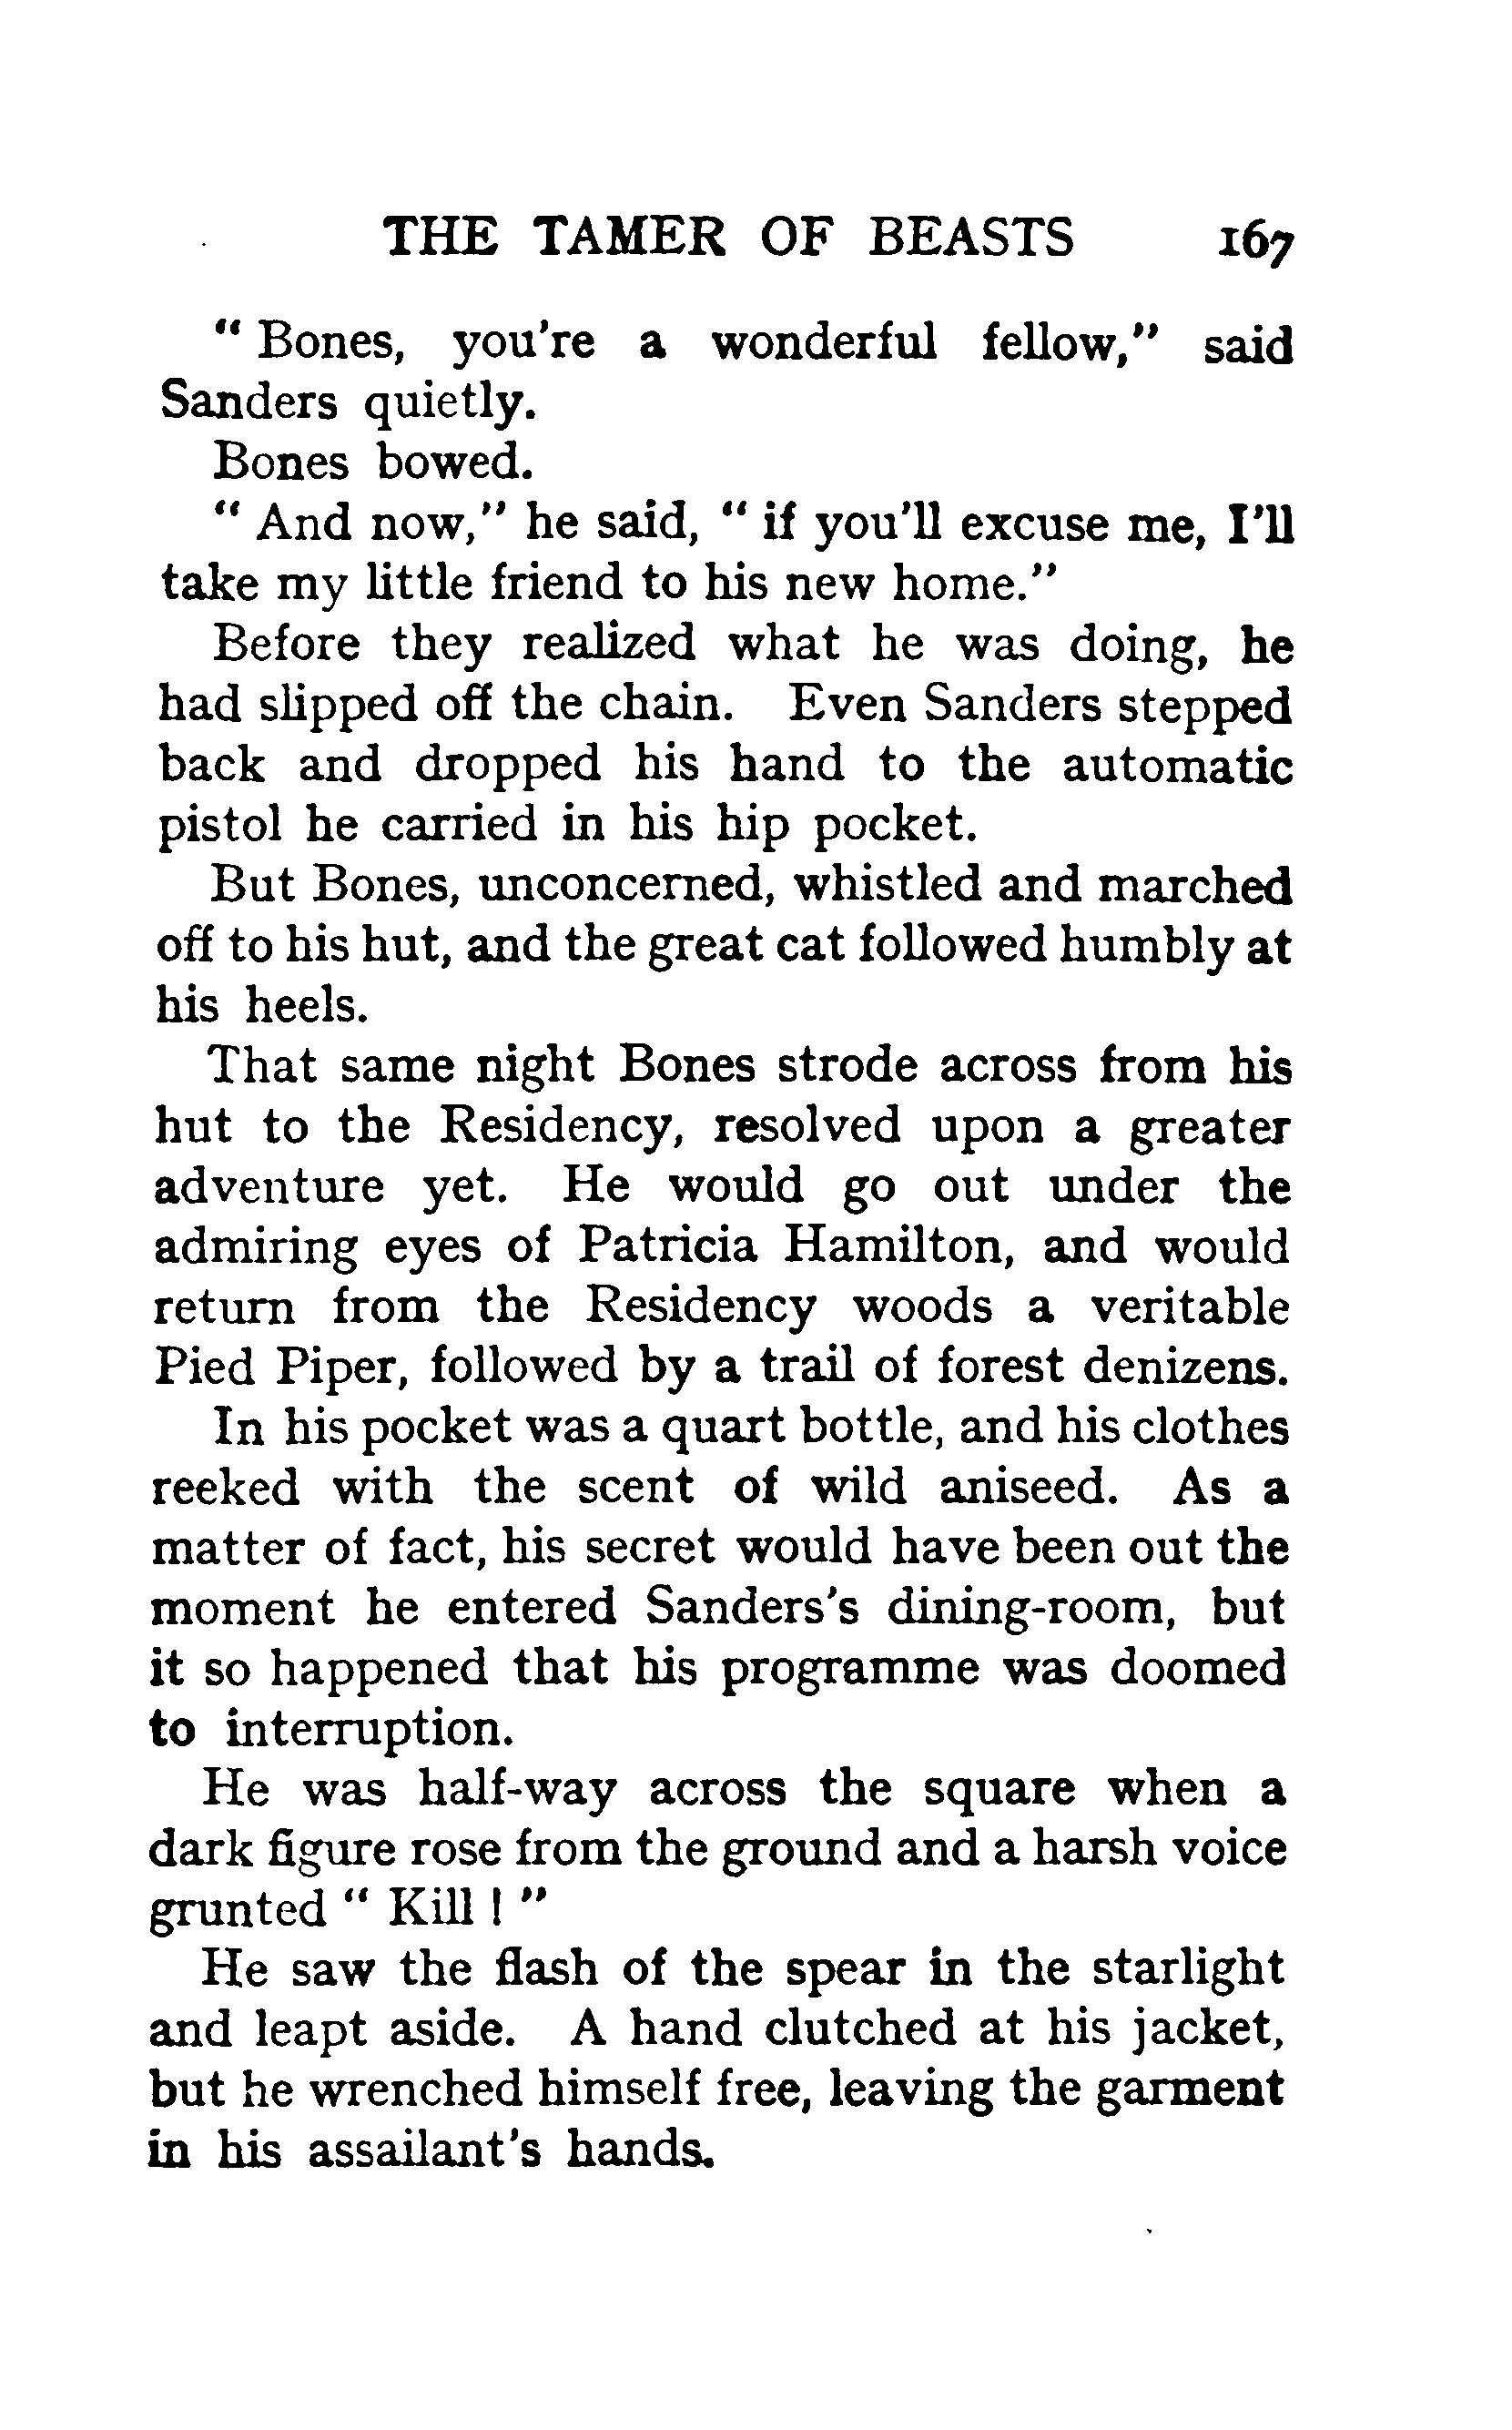 THE TAMER OF BEASTS 167
" Bones, you're a wonderful fellow," said
Sanders quietly.
Bones bowed.
" And now," he said, " if you'll excuse me, I'll
take my little friend to his new home."
Before they realized what he was doing, he
had slipped off the chain. Even Sanders stepped
back and dropped his hand to the automatic
pistol he carried in his hip pocket.
But Bones, unconcerned, whistled and marched
off to his hut, and the great cat followed humbly at
his heels.
That same night Bones strode across from his
hut to the Residency, resolved upon a greater
adventure yet. He would go out under the
admiring eyes of Patricia Hamilton, and would
return from the Residency woods a veritable
Pied Piper, followed by a trail of forest denizens.
In his pocket was a quart bottle, and his clothes
reeked with the scent of wild aniseed. As a
matter of fact, his secret would have been out the
moment he entered Sanders's dining-room, but
it so happened that his programme was doomed
to interruption.
He was half-way across the square when a
dark figure rose from the ground and a harsh voice
grunted " Kill ! "
He saw the flash of the spear in the starlight
and leapt aside. A hand clutched at his jacket,
but he wrenched himself free, leaving the garment
in his assailant's hands.